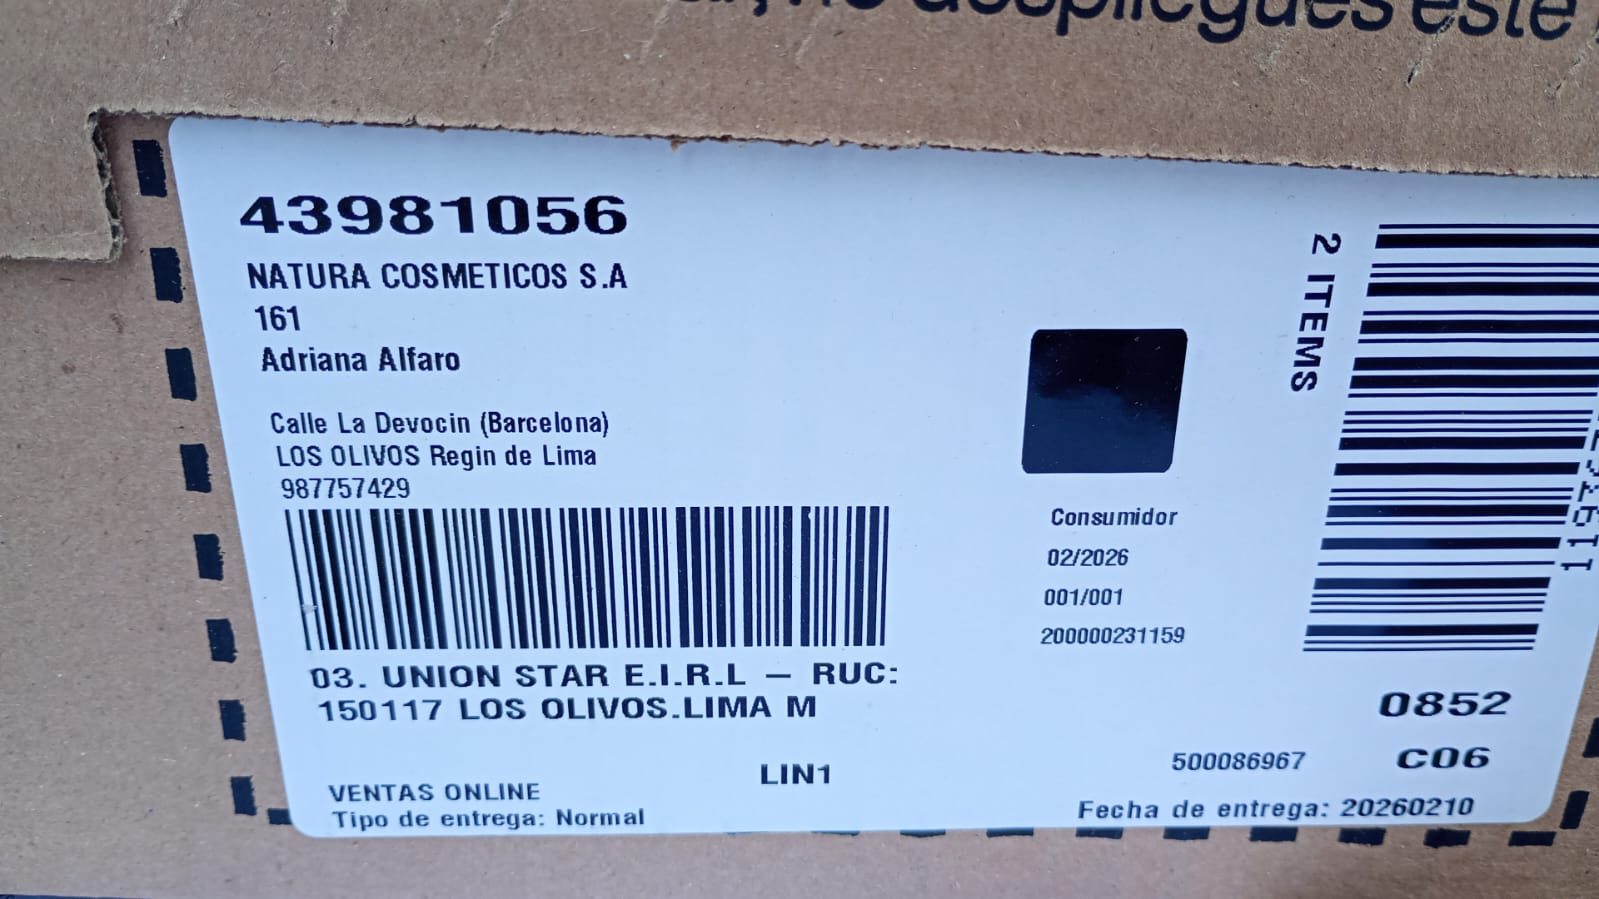 no despliegues este
43981056
NATURA COSMETICOS S.A
161
Adriana Alfaro
Calle La Devocin (Barcelona)
LOS OLIVOS Regin de Lima
987757429
03. UNION STAR E.I.R.L – RUC:
150117 LOS OLIVOS.LIMA M
LIN1
VENTAS ONLINE
Tipo de entrega: Normal
Consumidor
02/2026
001/001
200000231159
2 ITEMS
0852
500086967
C06
Fecha de entrega: 20260210